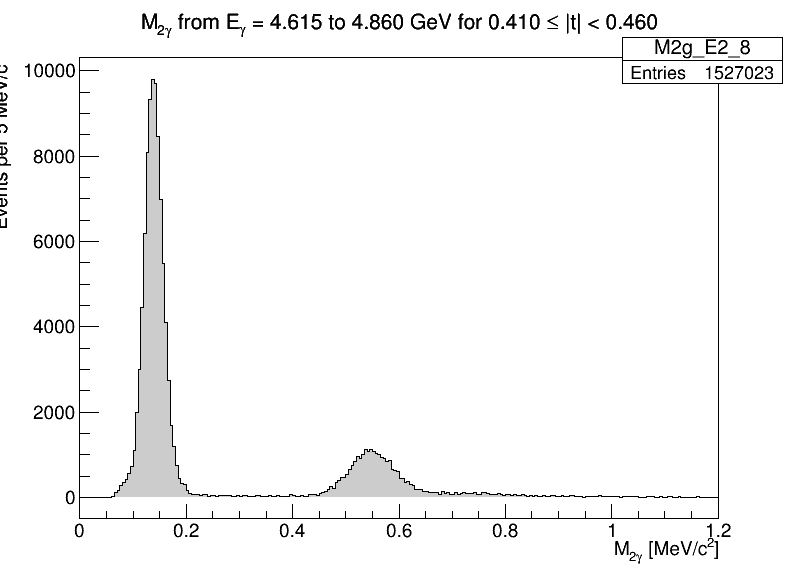 M2γ from Eγ = 4.615 to 4.860 GeV for 0.410 ≤ |t| < 0.460
M2g_E2_8
Entries 1527023
Events per 5 MeV/c
10000
8000
6000
4000
2000
0
0 0.2 0.4 0.6 0.8 1 1.2
M2γ [MeV/c²]